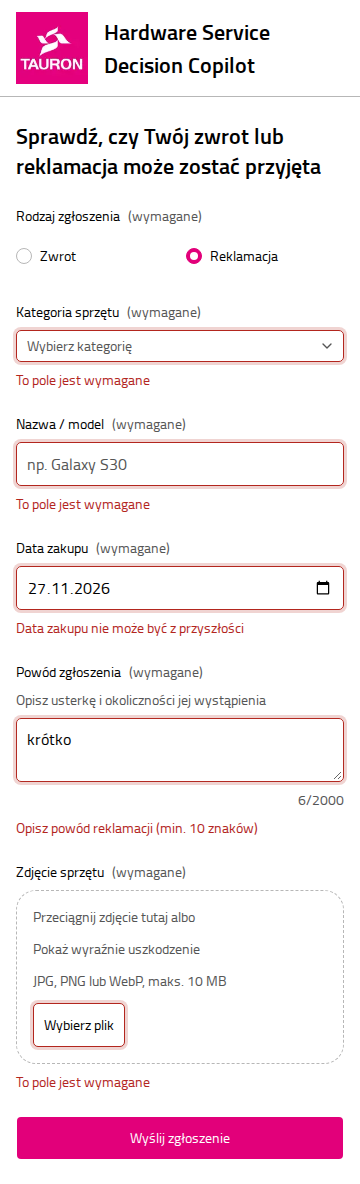 TAURON
Hardware Service
Decision Copilot
Sprawdź, czy Twój zwrot lub
reklamacja może zostać przyjęta
Rodzaj zgłoszenia (wymagane)
Zwrot
Reklamacja
Kategoria sprzętu (wymagane)
Wybierz kategorię
To pole jest wymagane
Nazwa / model (wymagane)
np. Galaxy S30
To pole jest wymagane
Data zakupu (wymagane)
27.11.2026
Data zakupu nie może być z przyszłości
Powód zgłoszenia (wymagane)
Opisz usterkę i okoliczności jej wystąpienia
krótko
6/2000
Opisz powód reklamacji (min. 10 znaków)
Zdjęcie sprzętu (wymagane)
Przeciągnij zdjęcie tutaj albo
Pokaż wyraźnie uszkodzenie
JPG, PNG lub WebP, maks. 10 MB
Wybierz plik
To pole jest wymagane
Wyślij zgłoszenie